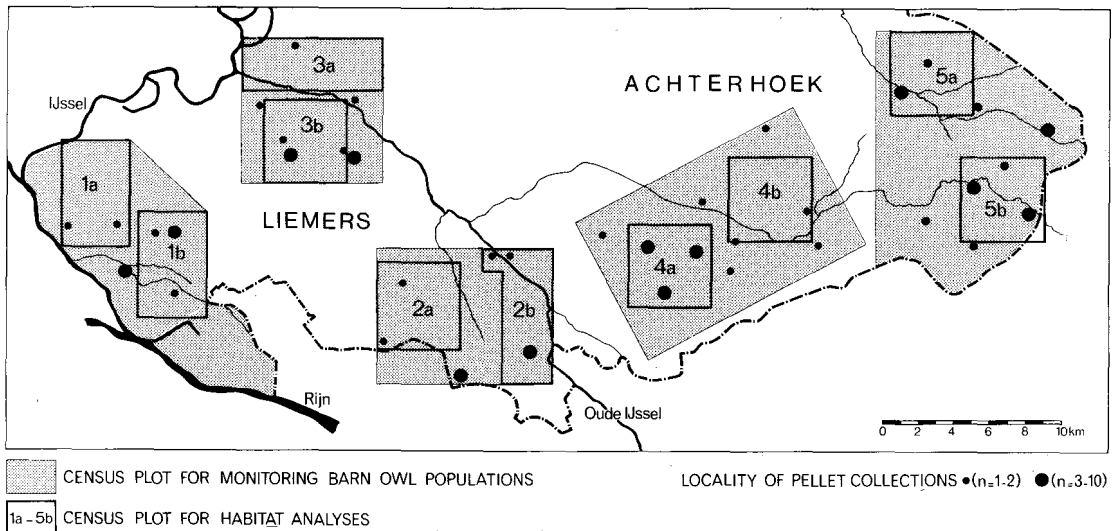 3a
5a
ACHTERHOEK
IJssel
3b
1a
4b
LIEMERS
5b
1b
4a
2a
2b
Rijn
Oude IJssel
0 2 4 6 8 10km
CENSUS PLOT FOR MONITORING BARN OWL POPULATIONS
LOCALITY OF PELLET COLLECTIONS •(n=1-2) ●(n=3-10)
1a-5b CENSUS PLOT FOR HABITAT ANALYSES